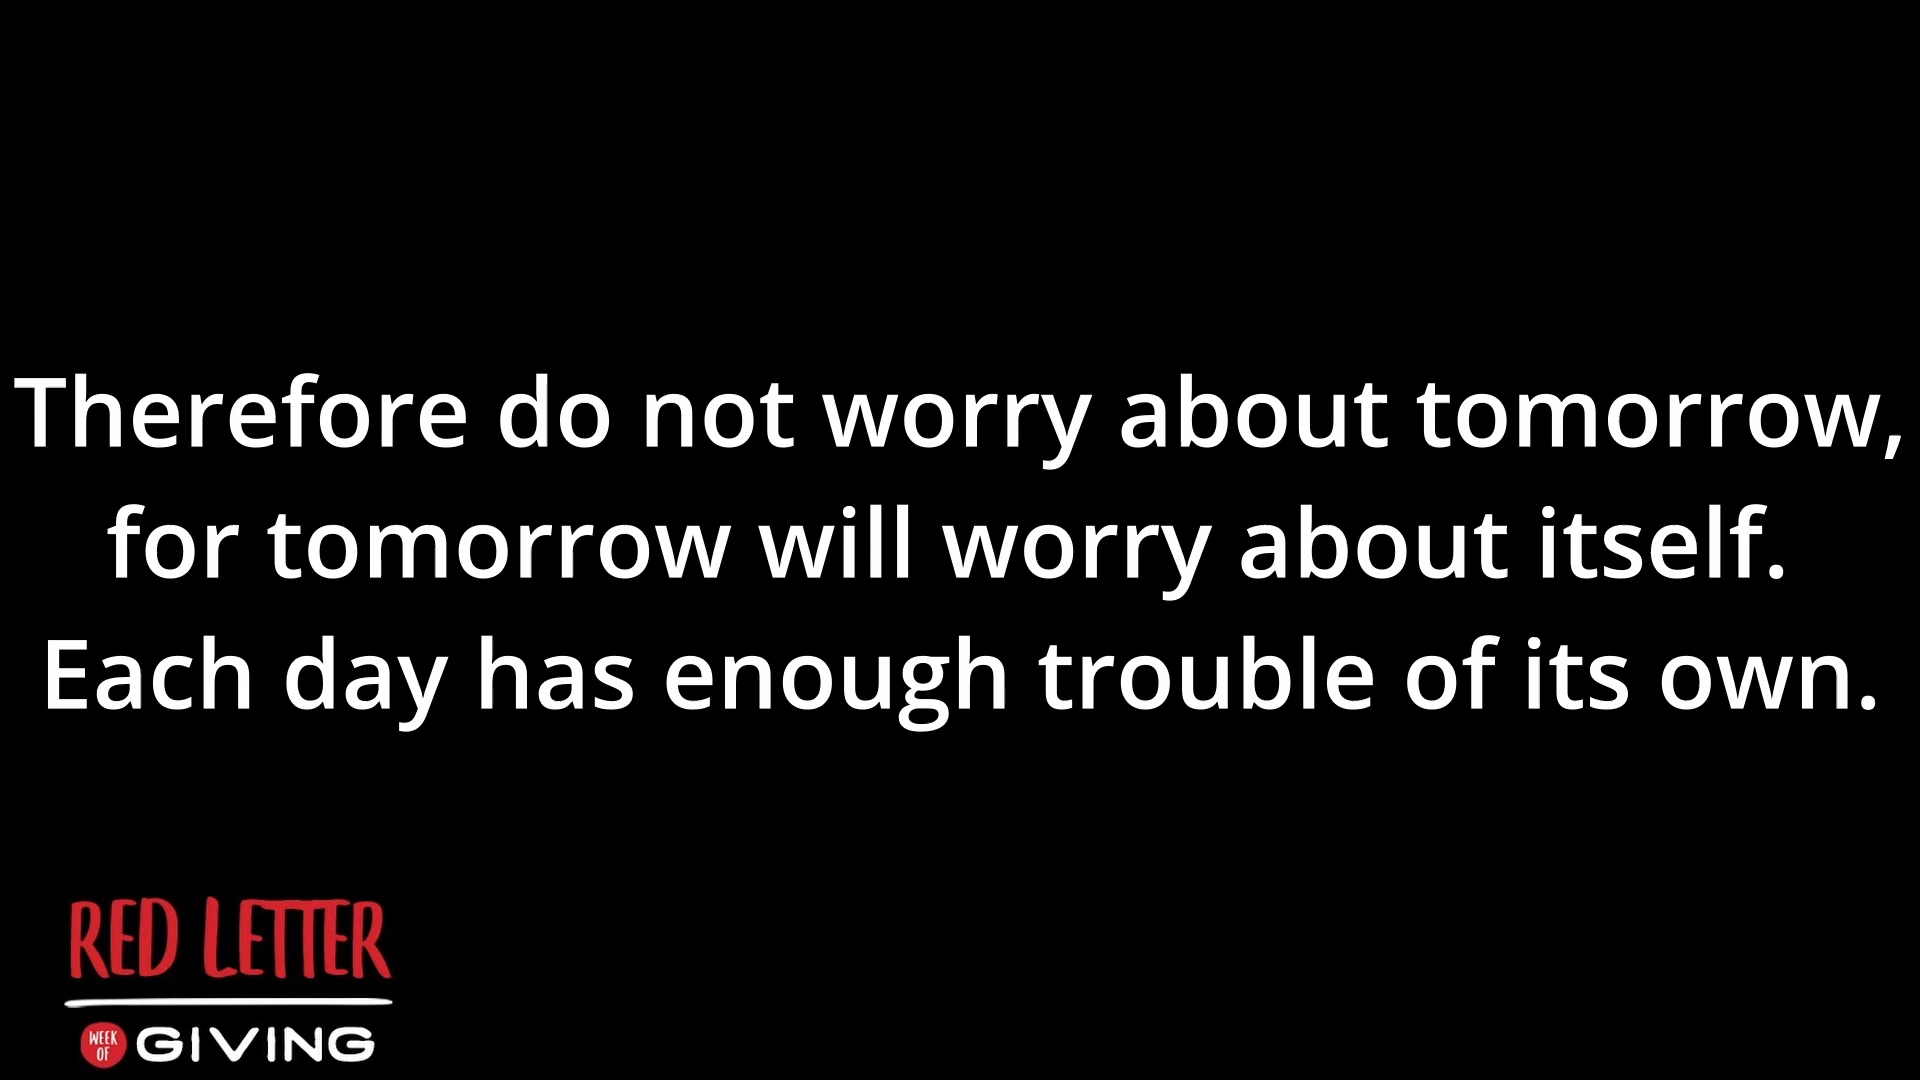 Therefore do not worry about tomorrow,
for tomorrow will worry about itself.
Each day has enough trouble of its own.
RED LETTER
WEEK
OF
GIVING